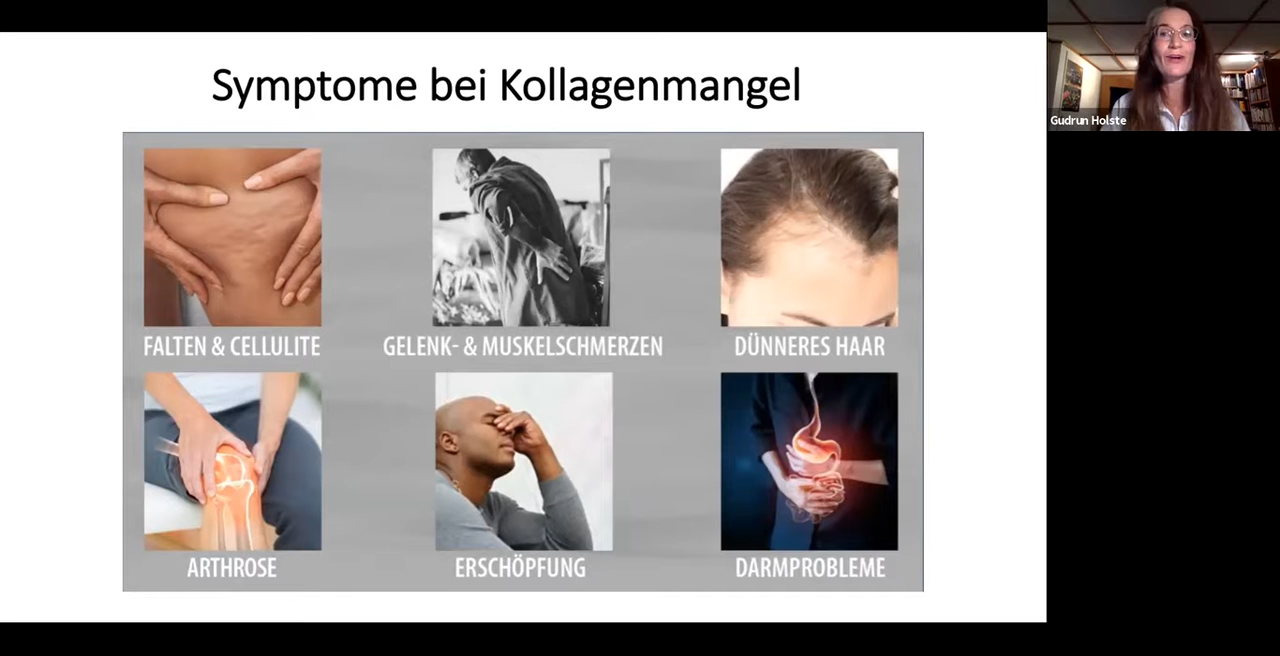 Symptome bei Kollagenmangel
Gudrun Holste
FALTEN & CELLULITE
GELENK- & MUSKELSCHMERZEN
DÜNNERES HAAR
ARTHROSE
ERSCHÖPFUNG
DARMPROBLEME